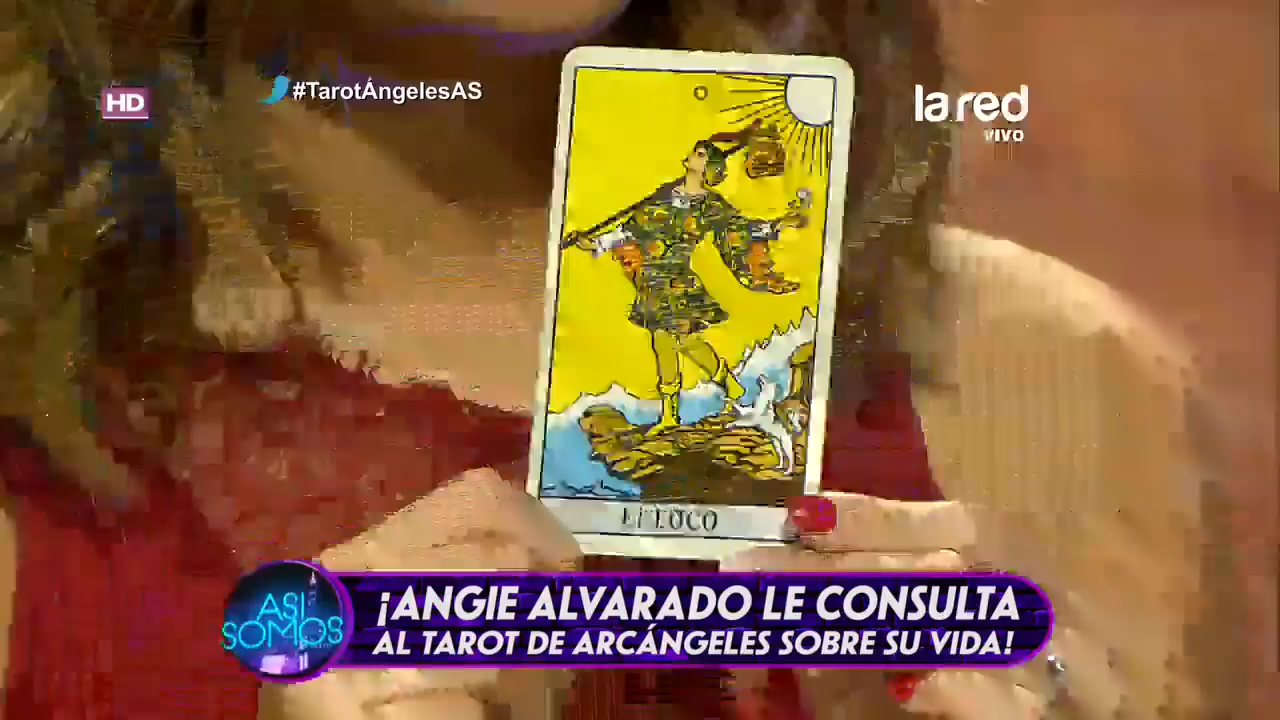 HD
#TarotÁngelesAS
la red
VIVO
EL LOCO
ASI
SOMOS
¡ANGIE ALVARADO LE CONSULTA
AL TAROT DE ARCÁNGELES SOBRE SU VIDA!